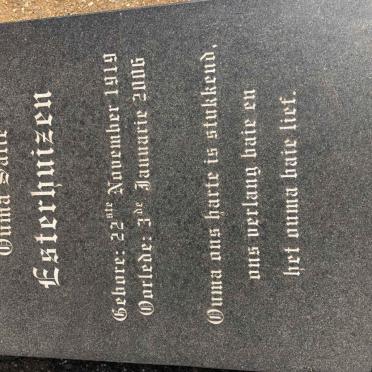 Ouma
Esterhuizen
Gebore: 22ste November 1919
Oorlede: 3de Januarie 2006
Ouma ons harte is stukkend,
ons verlang baie en
het ouma baie lief.